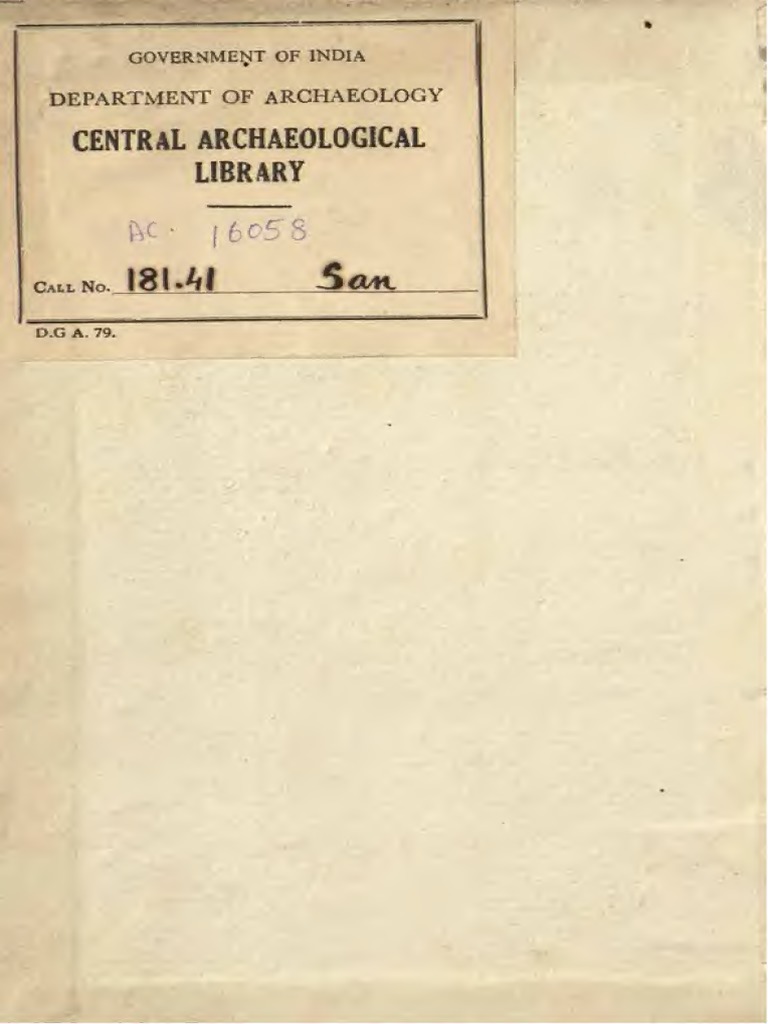 GOVERNMENT OF INDIA
DEPARTMENT OF ARCHAEOLOGY
CENTRAL ARCHAEOLOGICAL
LIBRARY
AC. 16058
CALL No. 181.41 San
D.G A. 79.